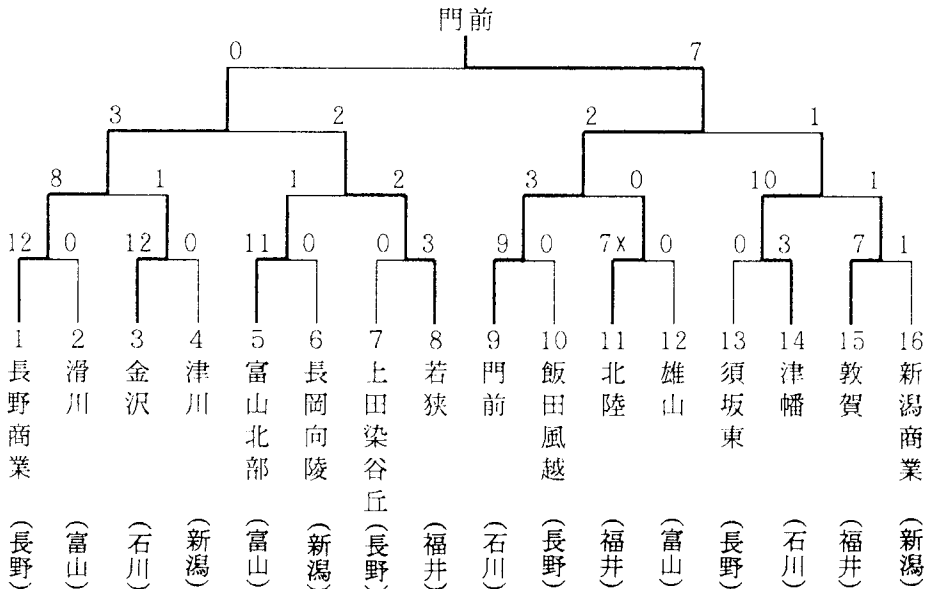 門前
0 7
3 2 2 1
8 1 1 2 3 0 10 1
12 0 12 0 11 0 0 3 9 0 7x 0 0 3 7 1
1 2 3 4 5 6 7 8 9 10 11 12 13 14 15 16
長野商業
滑川
金沢
津川
富山北部
長岡向陵
上田染谷丘
若狭
門前
飯田風越
北陸
雄山
須坂東
津幡
敦賀
新潟商業
(長野)
(富山)
(石川)
(新潟)
(富山)
(新潟)
(長野)
(福井)
(石川)
(長野)
(福井)
(富山)
(長野)
(石川)
(福井)
(新潟)